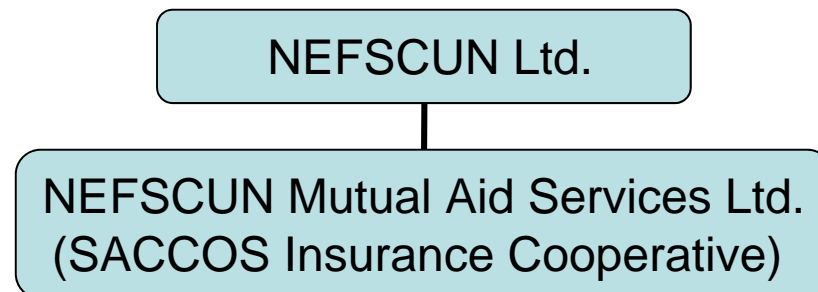 NEFSCUN Ltd.
NEFSCUN Mutual Aid Services Ltd.
(SACCOS Insurance Cooperative)